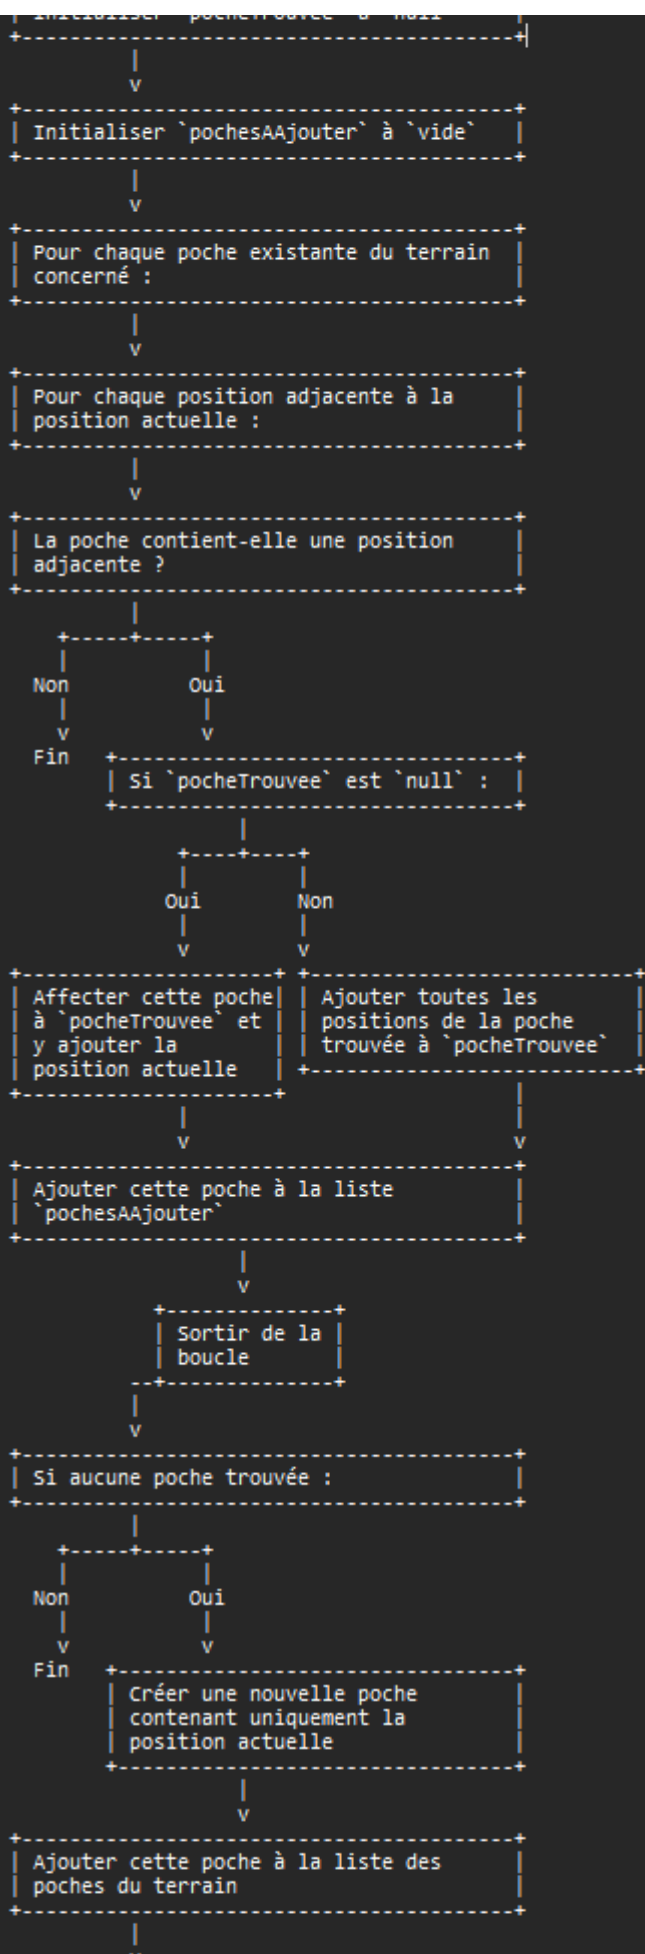 Initialiser `pocheTrouvee` à `null`
Initialiser `pochesAAjouter` à `vide`
Pour chaque poche existante du terrain
concerné :
Pour chaque position adjacente à la
position actuelle :
La poche contient-elle une position
adjacente ?
Non Oui
Fin
Si `pocheTrouvee` est `null` :
Oui Non
Affecter cette poche
à `pocheTrouvee` et
y ajouter la
position actuelle
Ajouter toutes les
positions de la poche
trouvée à `pocheTrouvee`
Ajouter cette poche à la liste
`pochesAAjouter`
Sortir de la
boucle
Si aucune poche trouvée :
Non Oui
Fin
Créer une nouvelle poche
contenant uniquement la
position actuelle
Ajouter cette poche à la liste des
poches du terrain